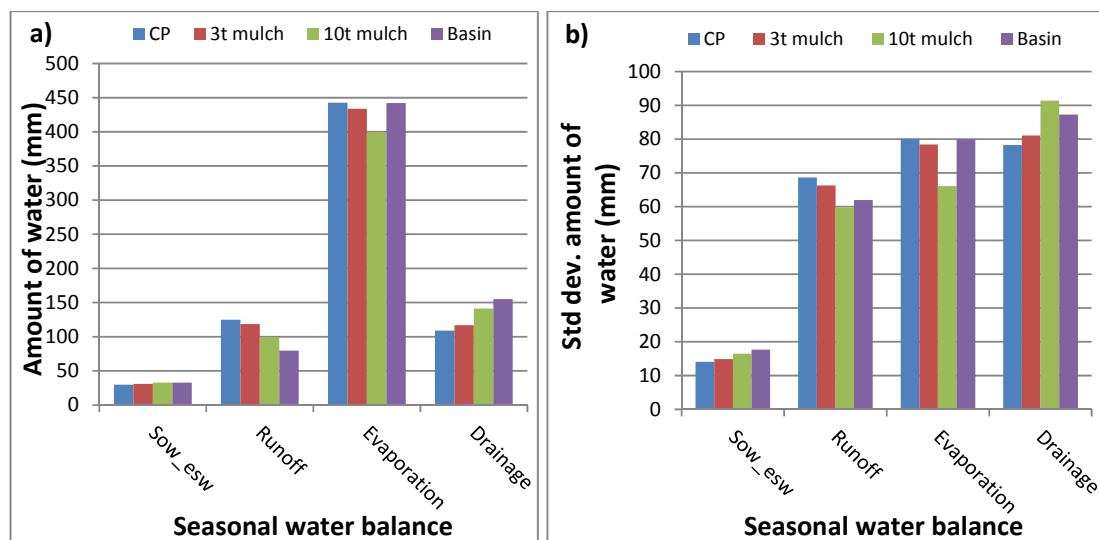 a)
CP 3t mulch 10t mulch Basin
Amount of water (mm)
500
450
400
350
300
250
200
150
100
50
0
Sow_esw
Runoff
Evaporation
Drainage
Seasonal water balance
b)
CP 3t mulch 10t mulch Basin
Std dev. amount of
water (mm)
100
90
80
70
60
50
40
30
20
10
0
Sow_esw
Runoff
Evaporation
Drainage
Seasonal water balance